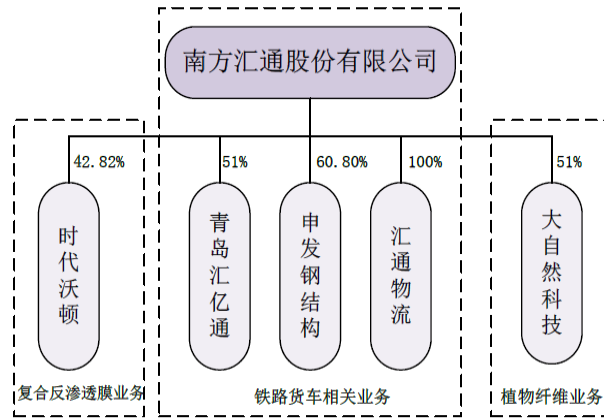 南方汇通股份有限公司
42.82%
51%
60.80%
100%
51%
时代沃顿
青岛汇亿通
申发钢结构
汇通物流
大自然科技
复合反渗透膜业务
铁路货车相关业务
植物纤维业务